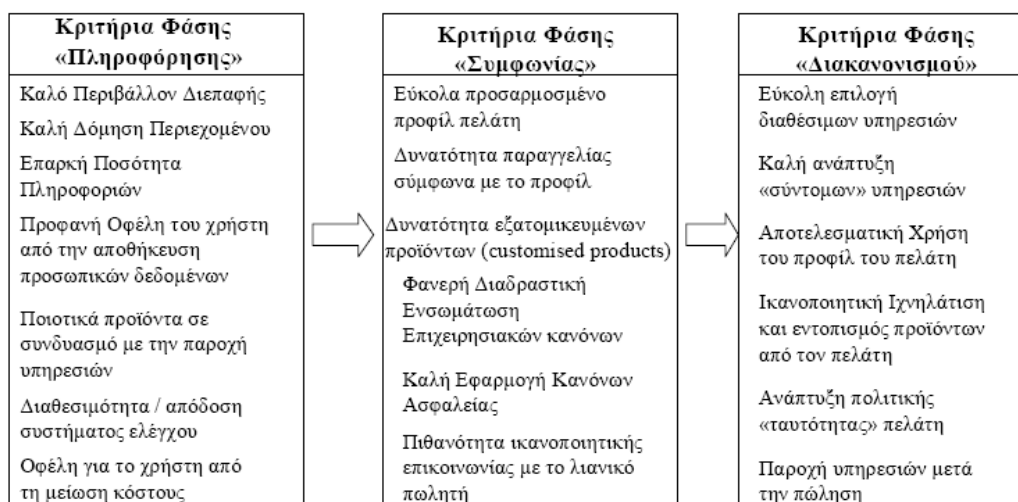 Κριτήρια Φάσης
«Πληροφόρησης»
Καλό Περιβάλλον Διεπαφής
Καλή Δόμηση Περιεχομένου
Επαρκή Ποσότητα
Πληροφοριών
Προφανή Οφέλη του χρήστη
από την αποθήκευση
προσωπικών δεδομένων
Ποιοτικά προϊόντα σε
συνδυασμό με την παροχή
υπηρεσιών
Διαθεσιμότητα / απόδοση
συστήματος ελέγχου
Οφέλη για το χρήστη από
τη μείωση κόστους
Κριτήρια Φάσης
«Συμφωνίας»
Εύκολα προσαρμοσμένο
προφίλ πελάτη
Δυνατότητα παραγγελίας
σύμφωνα με το προφίλ
Δυνατότητα εξατομικευμένων
προϊόντων (customised products)
Φανερή Διαδραστική
Ενσωμάτωση
Επιχειρησιακών κανόνων
Καλή Εφαρμογή Κανόνων
Ασφαλείας
Πιθανότητα ικανοποιητικής
επικοινωνίας με το λιανικό
πωλητή
Κριτήρια Φάσης
«Διακανονισμού»
Εύκολη επιλογή
διαθέσιμων υπηρεσιών
Καλή ανάπτυξη
«σύντομων» υπηρεσιών
Αποτελεσματική Χρήση
του προφίλ του πελάτη
Ικανοποιητική Ιχνηλάτιση
και εντοπισμός προϊόντων
από τον πελάτη
Ανάπτυξη πολιτικής
«ταυτότητας» πελάτη
Παροχή υπηρεσιών μετά
την πώληση